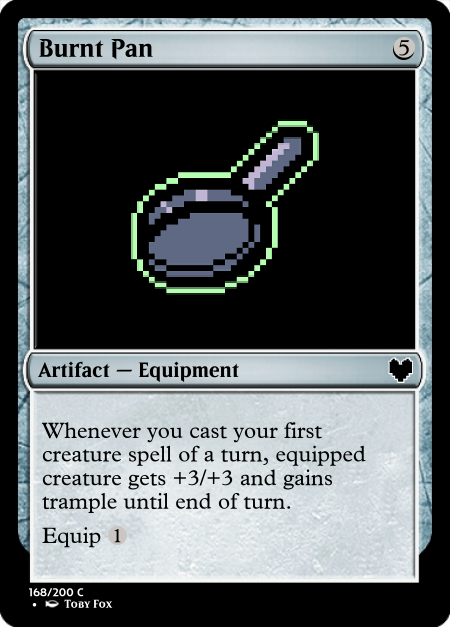 Burnt Pan 5
Artifact — Equipment
Whenever you cast your first
creature spell of a turn, equipped
creature gets +3/+3 and gains
trample until end of turn.
Equip 1
168/200 C
• Toby Fox